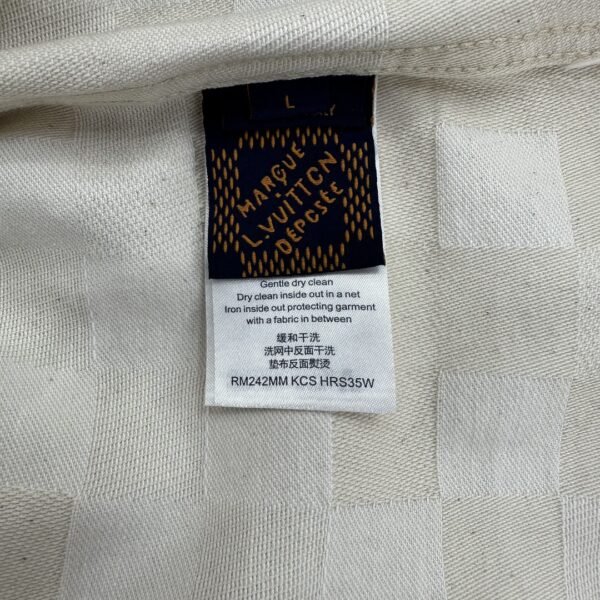 L
MARQUE
L.VUITTON
DÉPOSÉE
Gentle dry clean
Dry clean inside out in a net
Iron inside out protecting garment
with a fabric in between
缓和干洗
洗网中反面干洗
垫布反面熨烫
RM242MM KCS HRS35W